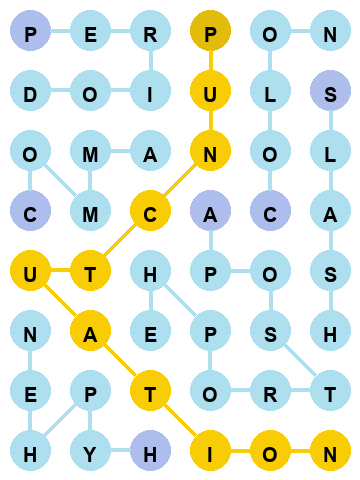 P E R P O N
D O I U L S
O M A N O L
C M C A C A
U T H P O S
N A E P S H
E P T O R T
H Y H I O N